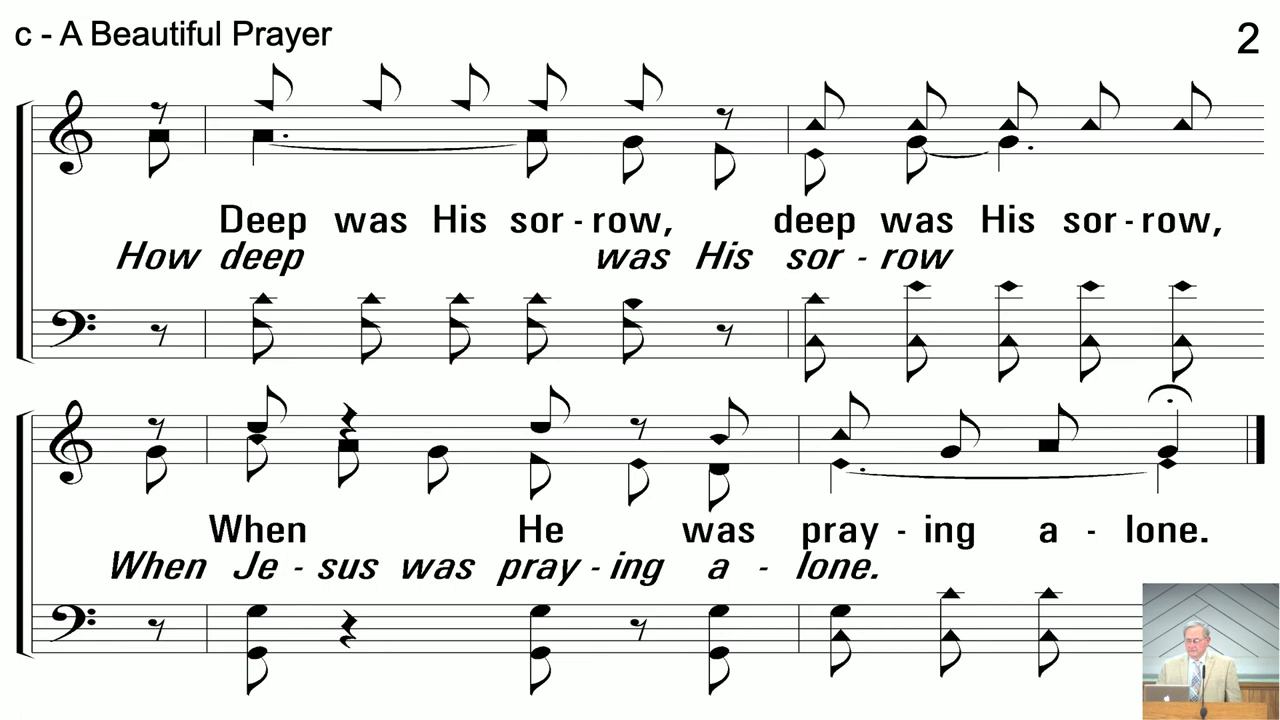 c - A Beautiful Prayer
2
Deep was His sor - row, deep was His sor - row,
How deep was His sor - row
When He was pray - ing a - lone.
When Je - sus was pray - ing a - lone.